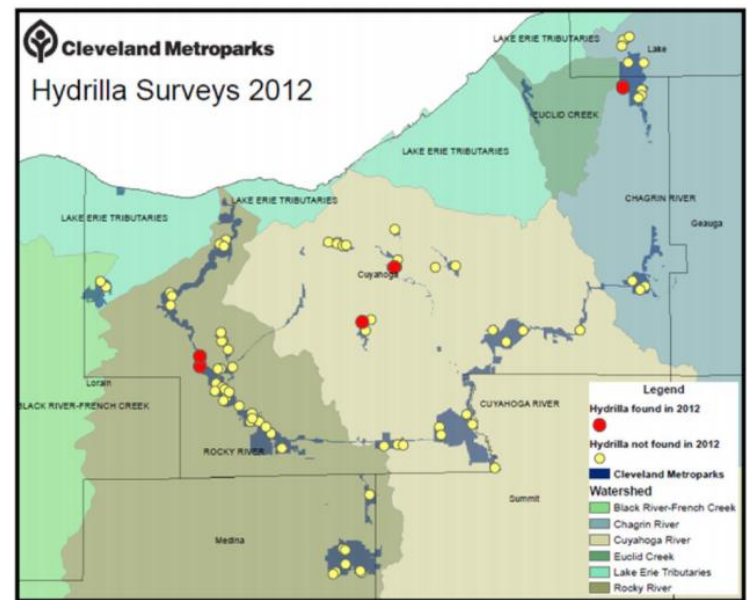 Cleveland Metroparks
Hydrilla Surveys 2012
LAKE ERIE TRIBUTARIES
Lake
EUCLID CREEK
LAKE ERIE TRIBUTARIES
CHAGRIN RIVER
LAKE ERIE TRIBUTARIES
LAKE ERIE TRIBUTARIES
Geauga
Cuyahoga
Lorain
BLACK RIVER-FRENCH CREEK
CUYAHOGA RIVER
ROCKY RIVER
Summit
Medina
Legend
Hydrilla found in 2012
Hydrilla not found in 2012
Cleveland Metroparks
Watershed
Black River-French Creek
Chagrin River
Cuyahoga River
Euclid Creek
Lake Erie Tributaries
Rocky River